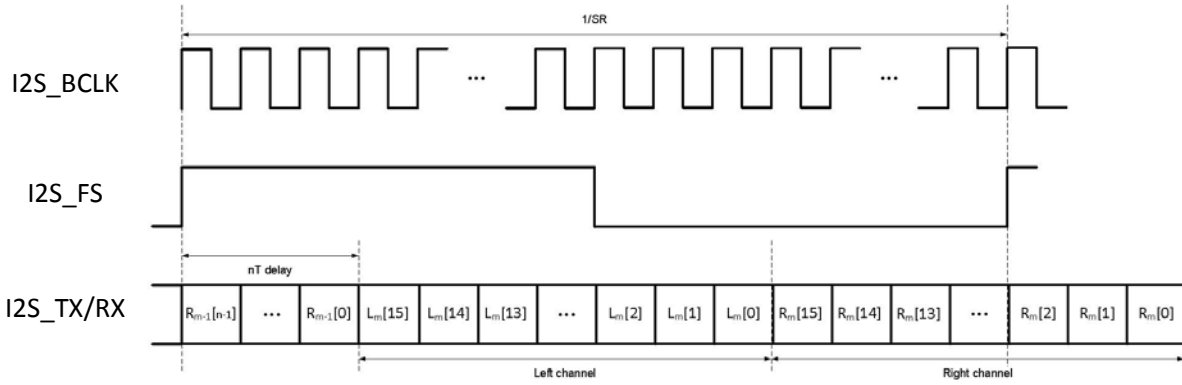 1/SR
I2S_BCLK
... ...
I2S_FS
nT delay
I2S_TX/RX Rm-1[n-1] ... Rm-1[0] Lm[15] Lm[14] Lm[13] ... Lm[2] Lm[1] Lm[0] Rm[15] Rm[14] Rm[13] ... Rm[2] Rm[1] Rm[0]
Left channel Right channel